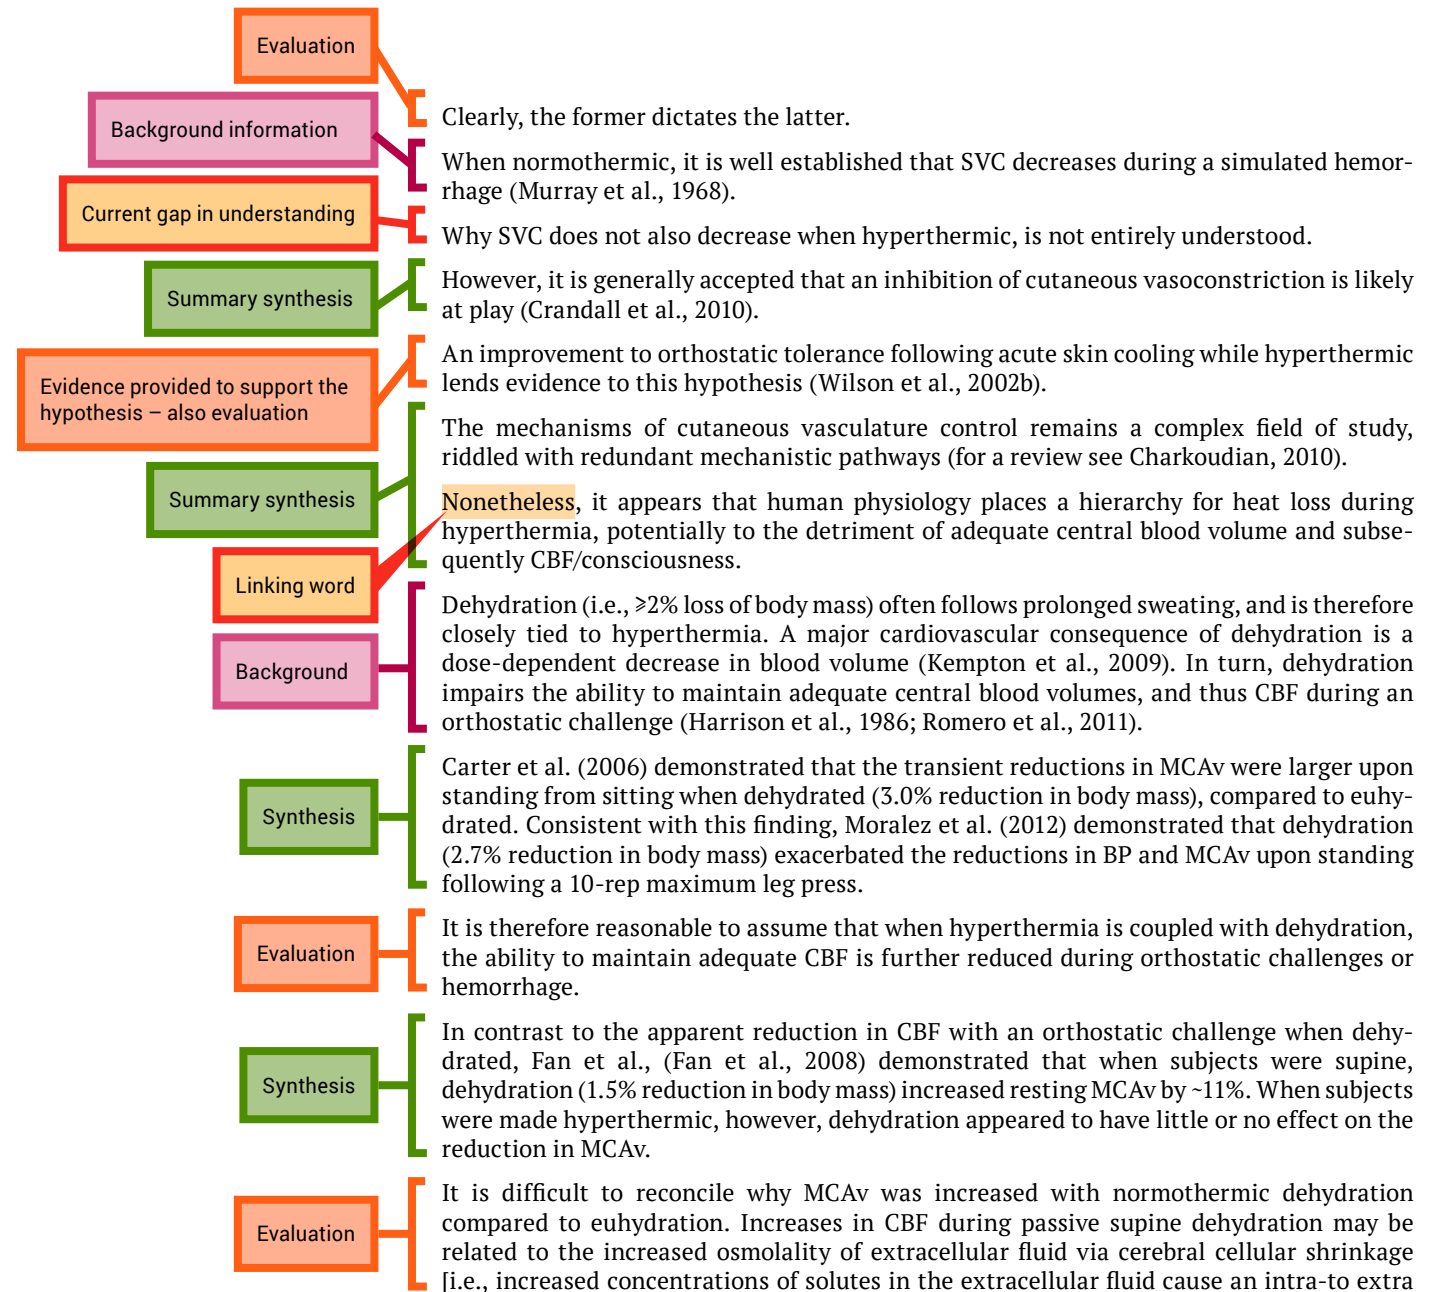 Evaluation
Clearly, the former dictates the latter.
Background information
When normothermic, it is well established that SVC decreases during a simulated hemor-
rhage (Murray et al., 1968).
Current gap in understanding
Why SVC does not also decrease when hyperthermic, is not entirely understood.
Summary synthesis
However, it is generally accepted that an inhibition of cutaneous vasoconstriction is likely
at play (Crandall et al., 2010).
Evidence provided to support the
hypothesis – also evaluation
An improvement to orthostatic tolerance following acute skin cooling while hyperthermic
lends evidence to this hypothesis (Wilson et al., 2002b).
Summary synthesis
The mechanisms of cutaneous vasculature control remains a complex field of study,
riddled with redundant mechanistic pathways (for a review see Charkoudian, 2010).
Linking word
Nonetheless, it appears that human physiology places a hierarchy for heat loss during
hyperthermia, potentially to the detriment of adequate central blood volume and subse-
quently CBF/consciousness.
Background
Dehydration (i.e., ⩾2% loss of body mass) often follows prolonged sweating, and is therefore
closely tied to hyperthermia. A major cardiovascular consequence of dehydration is a
dose-dependent decrease in blood volume (Kempton et al., 2009). In turn, dehydration
impairs the ability to maintain adequate central blood volumes, and thus CBF during an
orthostatic challenge (Harrison et al., 1986; Romero et al., 2011).
Synthesis
Carter et al. (2006) demonstrated that the transient reductions in MCAv were larger upon
standing from sitting when dehydrated (3.0% reduction in body mass), compared to euhy-
drated. Consistent with this finding, Moralez et al. (2012) demonstrated that dehydration
(2.7% reduction in body mass) exacerbated the reductions in BP and MCAv upon standing
following a 10-rep maximum leg press.
Evaluation
It is therefore reasonable to assume that when hyperthermia is coupled with dehydration,
the ability to maintain adequate CBF is further reduced during orthostatic challenges or
hemorrhage.
Synthesis
In contrast to the apparent reduction in CBF with an orthostatic challenge when dehy-
drated, Fan et al., (Fan et al., 2008) demonstrated that when subjects were supine,
dehydration (1.5% reduction in body mass) increased resting MCAv by ~11%. When subjects
were made hyperthermic, however, dehydration appeared to have little or no effect on the
reduction in MCAv.
Evaluation
It is difficult to reconcile why MCAv was increased with normothermic dehydration
compared to euhydration. Increases in CBF during passive supine dehydration may be
related to the increased osmolality of extracellular fluid via cerebral cellular shrinkage
[i.e., increased concentrations of solutes in the extracellular fluid cause an intra-to extra